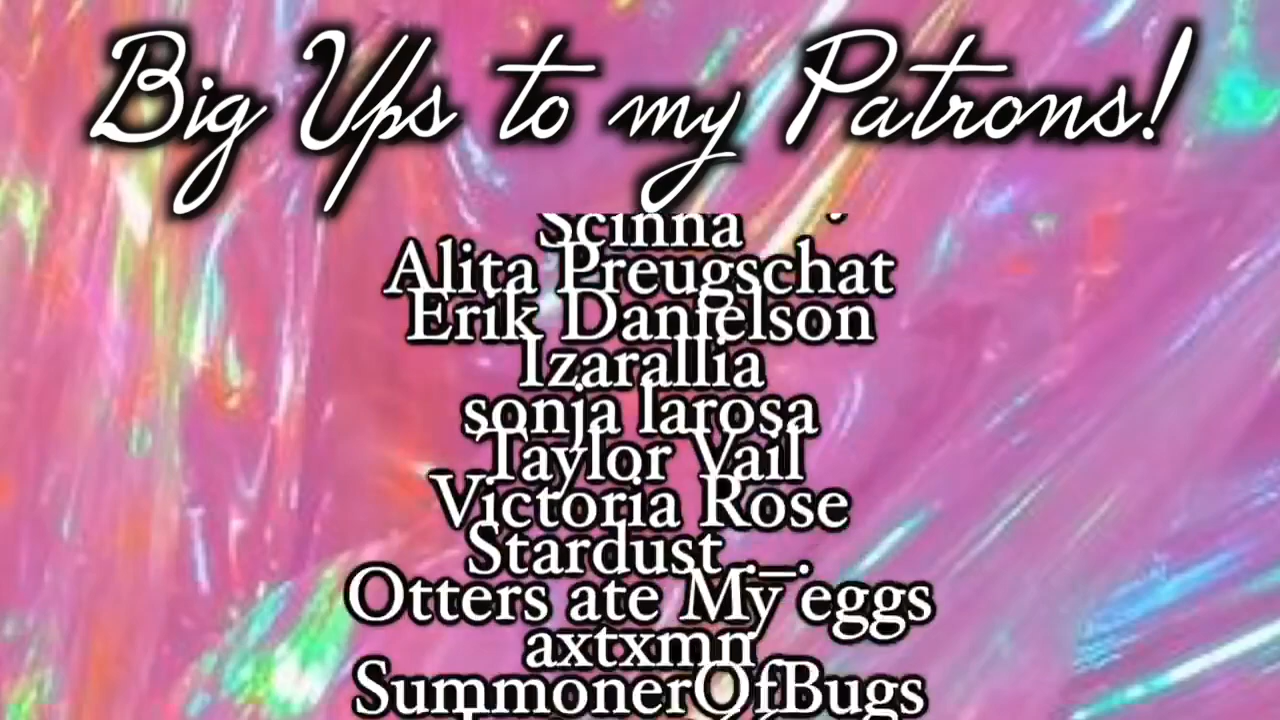 Big Ups to my Patrons!
Scinna
Alita Preugschat
Erik Danielson
Izarallia
sonja larosa
Taylor Vail
Victoria Rose
Stardust ._.
Otters ate My eggs
axtxmn
SummonerOfBugs